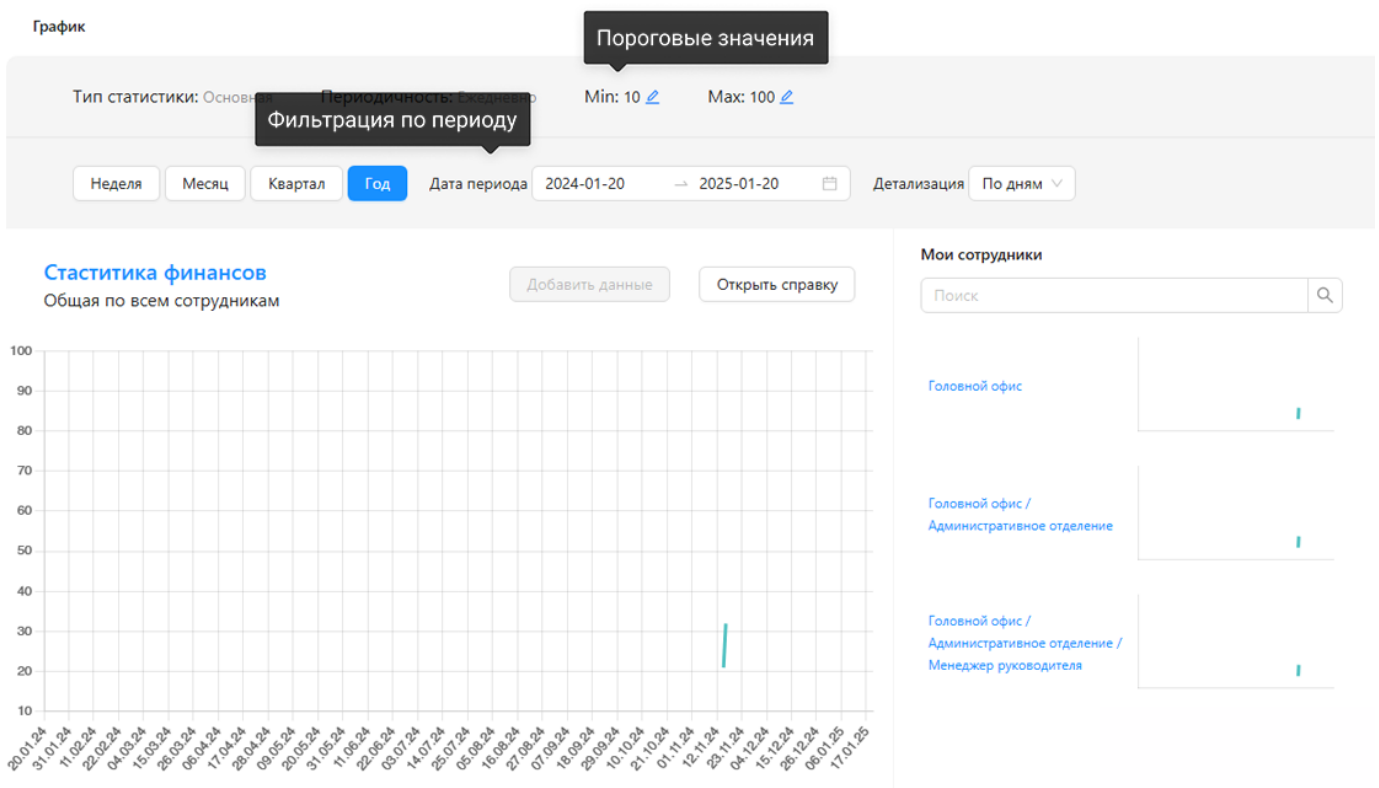 График
Пороговые значения
Тип статистики: Основная Периодичность: Ежедневно Min: 10 Max: 100
Фильтрация по периоду
Неделя Месяц Квартал Год Дата периода 2024-01-20 → 2025-01-20 Детализация По дням
Стаститика финансов
Общая по всем сотрудникам
Добавить данные Открыть справку
Мои сотрудники
Поиск
100
90
80
70
60
50
40
30
20
10
20.01.24 31.01.24 11.02.24 22.02.24 04.03.24 15.03.24 26.03.24 06.04.24 17.04.24 28.04.24 09.05.24 20.05.24 31.05.24 11.06.24 22.06.24 03.07.24 14.07.24 25.07.24 05.08.24 16.08.24 27.08.24 07.09.24 18.09.24 29.09.24 10.10.24 21.10.24 01.11.24 12.11.24 23.11.24 04.12.24 15.12.24 26.12.24 06.01.25 17.01.25
Головной офис
Головной офис /
Административное отделение
Головной офис /
Административное отделение /
Менеджер руководителя